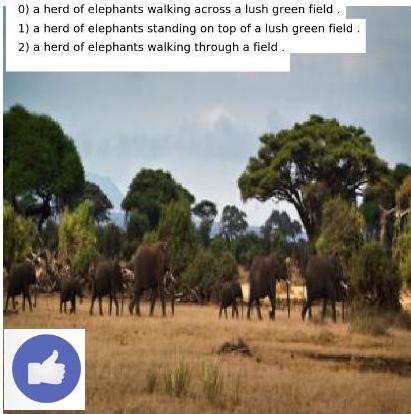 0) a herd of elephants walking across a lush green field .
1) a herd of elephants standing on top of a lush green field .
2) a herd of elephants walking through a field .